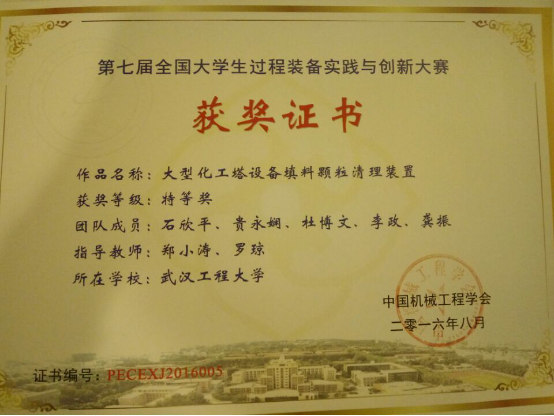 第七届全国大学生过程装备实践与创新大赛
获奖证书
作品名称：大型化工塔设备填料颗粒清理装置
获奖等级：特等奖
团队成员：石欣平、贵永娴、杜博文、李政、龚振
指导教师：郑小涛、罗琼
所在学校：武汉工程大学
中国机械工程学会
二零一六年八月
证书编号：PECEXJ2016005